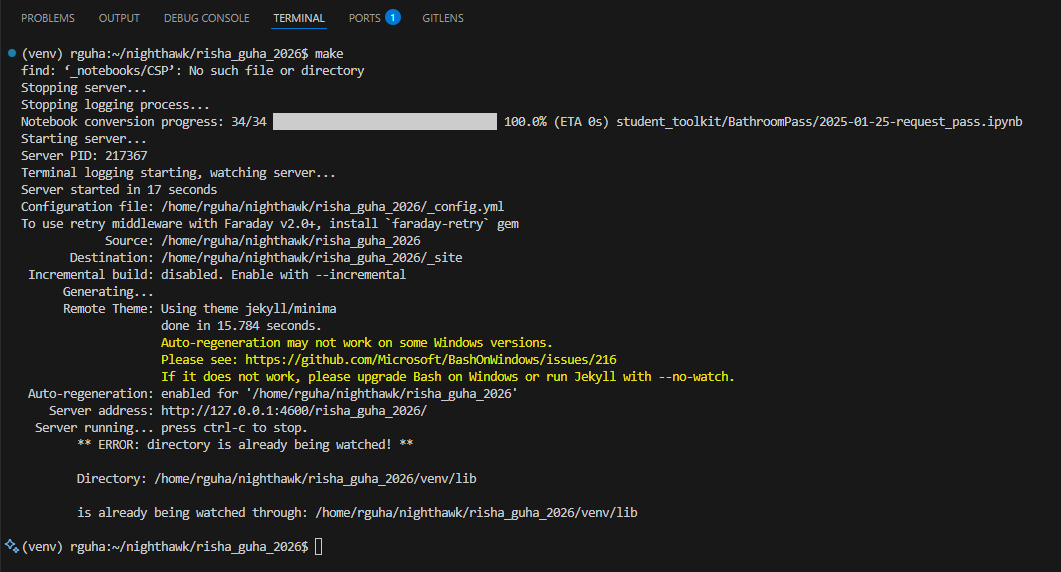 PROBLEMS OUTPUT DEBUG CONSOLE TERMINAL PORTS 1 GITLENS
(venv) rguha:~/nighthawk/risha_guha_2026$ make
find: ‘_notebooks/CSP’: No such file or directory
Stopping server...
Stopping logging process...
Notebook conversion progress: 34/34 100.0% (ETA 0s) student_toolkit/BathroomPass/2025-01-25-request_pass.ipynb
Starting server...
Server PID: 217367
Terminal logging starting, watching server...
Server started in 17 seconds
Configuration file: /home/rguha/nighthawk/risha_guha_2026/_config.yml
To use retry middleware with Faraday v2.0+, install `faraday-retry` gem
Source: /home/rguha/nighthawk/risha_guha_2026
Destination: /home/rguha/nighthawk/risha_guha_2026/_site
Incremental build: disabled. Enable with --incremental
Generating...
Remote Theme: Using theme jekyll/minima
done in 15.784 seconds.
Auto-regeneration may not work on some Windows versions.
Please see: https://github.com/Microsoft/BashOnWindows/issues/216
If it does not work, please upgrade Bash on Windows or run Jekyll with --no-watch.
Auto-regeneration: enabled for '/home/rguha/nighthawk/risha_guha_2026'
Server address: http://127.0.0.1:4600/risha_guha_2026/
Server running... press ctrl-c to stop.
** ERROR: directory is already being watched! **
Directory: /home/rguha/nighthawk/risha_guha_2026/venv/lib
is already being watched through: /home/rguha/nighthawk/risha_guha_2026/venv/lib
(venv) rguha:~/nighthawk/risha_guha_2026$